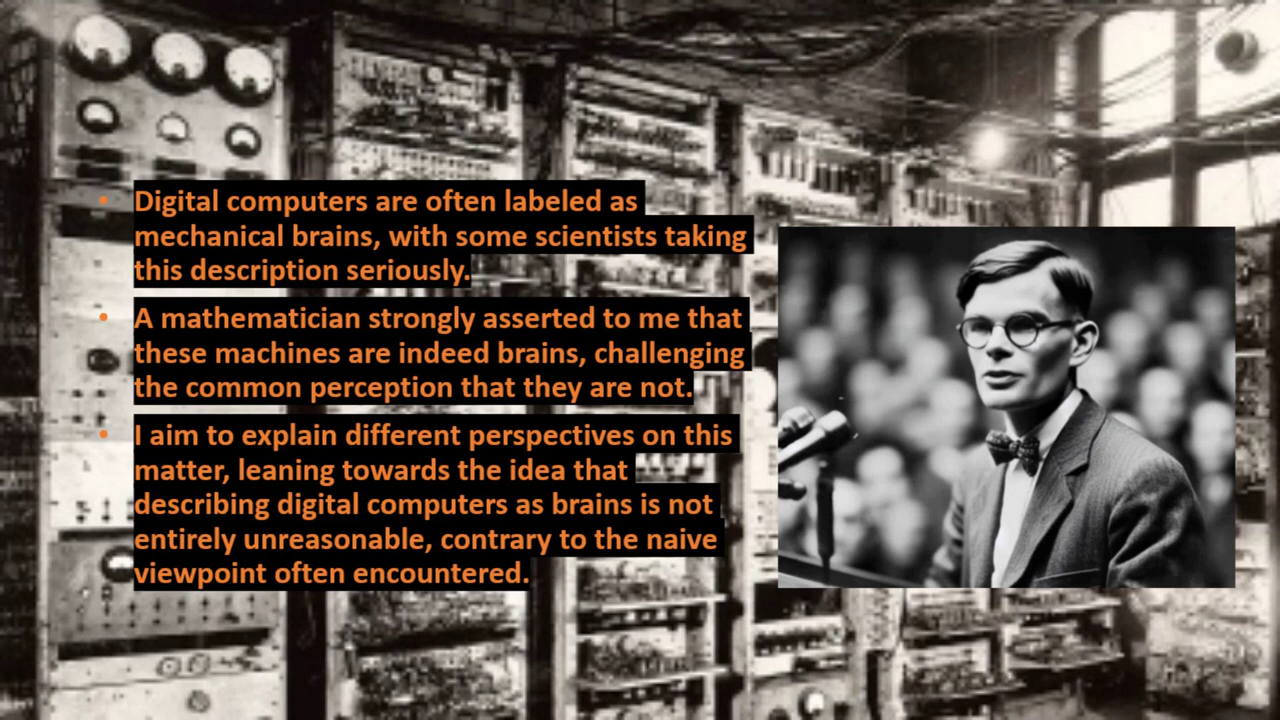 Digital computers are often labeled as
mechanical brains, with some scientists taking
this description seriously.
A mathematician strongly asserted to me that
these machines are indeed brains, challenging
the common perception that they are not.
I aim to explain different perspectives on this
matter, leaning towards the idea that
describing digital computers as brains is not
entirely unreasonable, contrary to the naive
viewpoint often encountered.